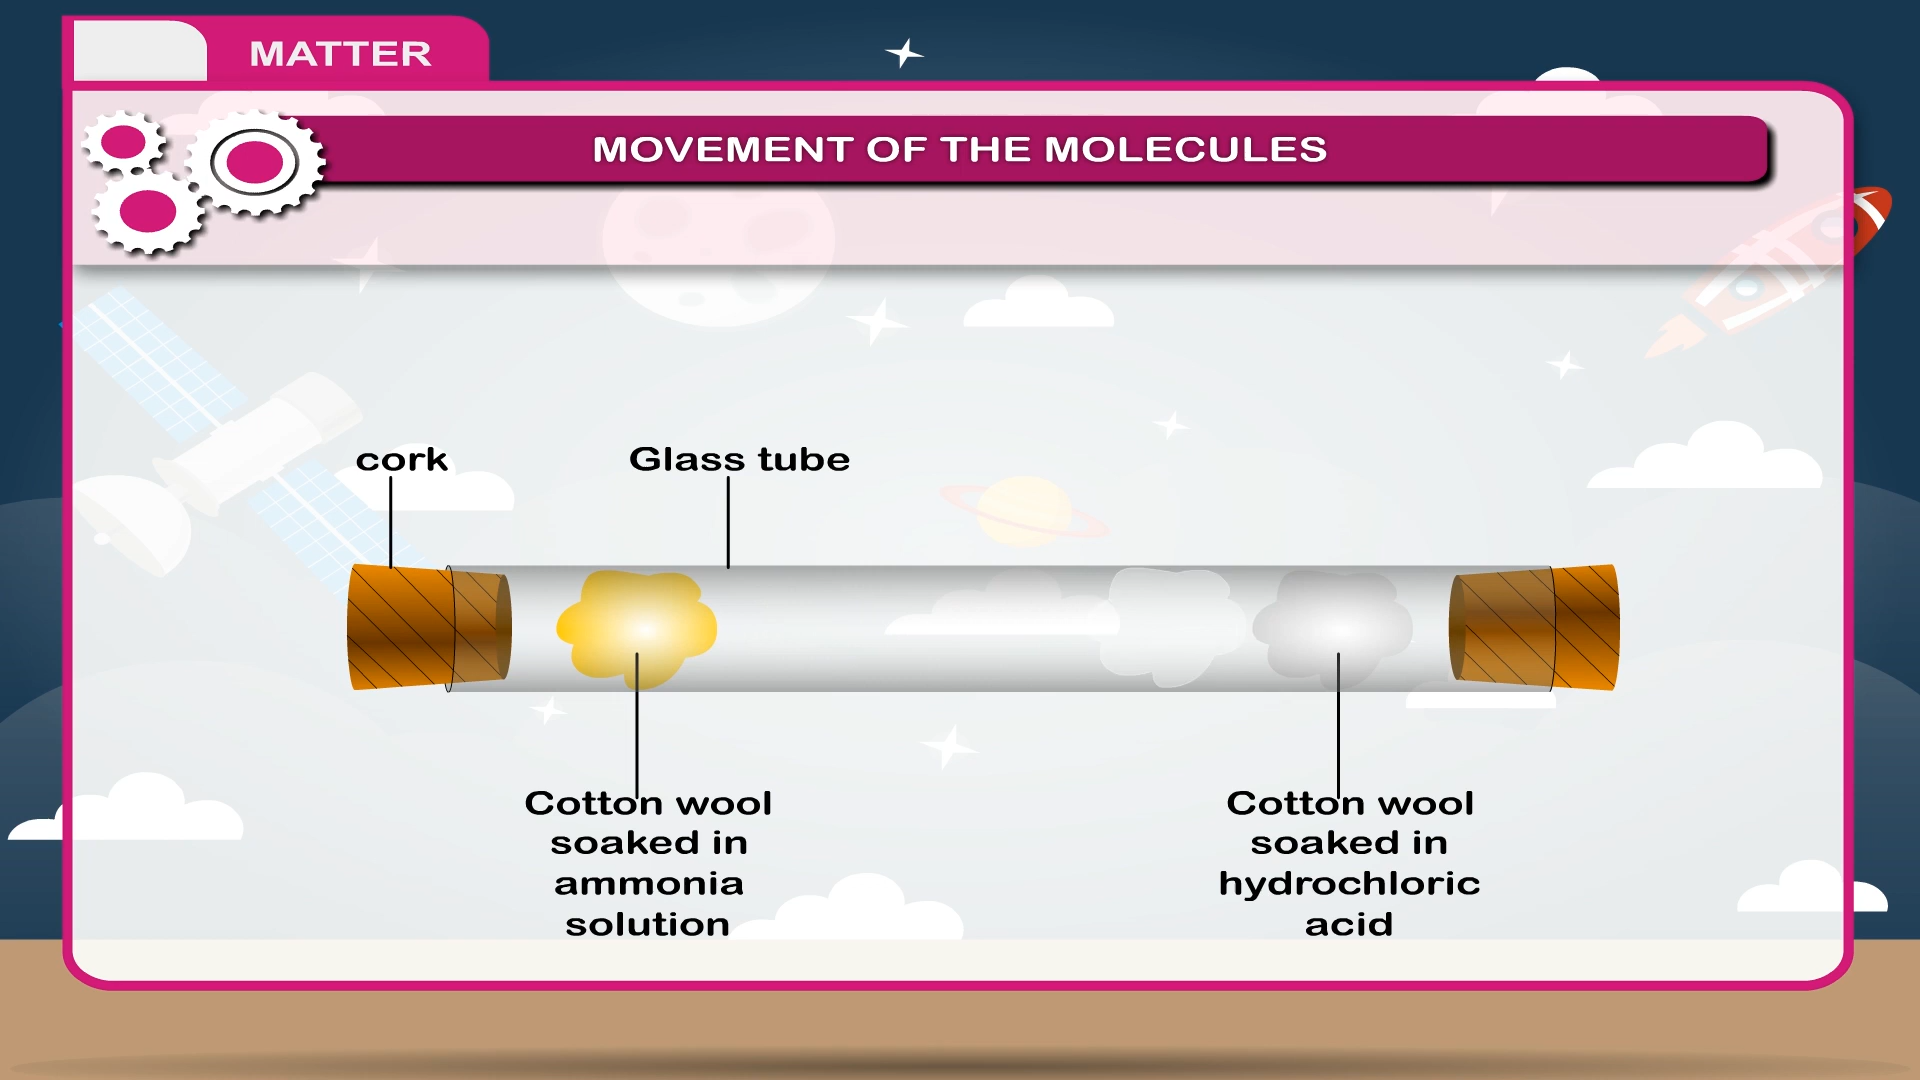 MATTER
MOVEMENT OF THE MOLECULES
cork
Glass tube
Cotton wool
soaked in
ammonia
solution
Cotton wool
soaked in
hydrochloric
acid